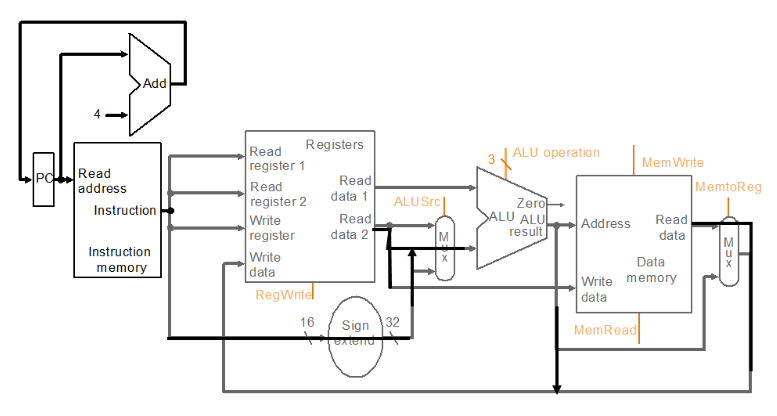 Add
4
PC
Read
address
Instruction
Instruction
memory
Registers
Read
register 1
Read
register 2
Write
register
Write
data
Read
data 1
Read
data 2
RegWrite
16
Sign
extend
32
ALUSrc
M
u
x
3
ALU operation
Zero
ALU
ALU
result
MemWrite
Address
Read
data
Data
memory
Write
data
MemRead
MemtoReg
M
u
x